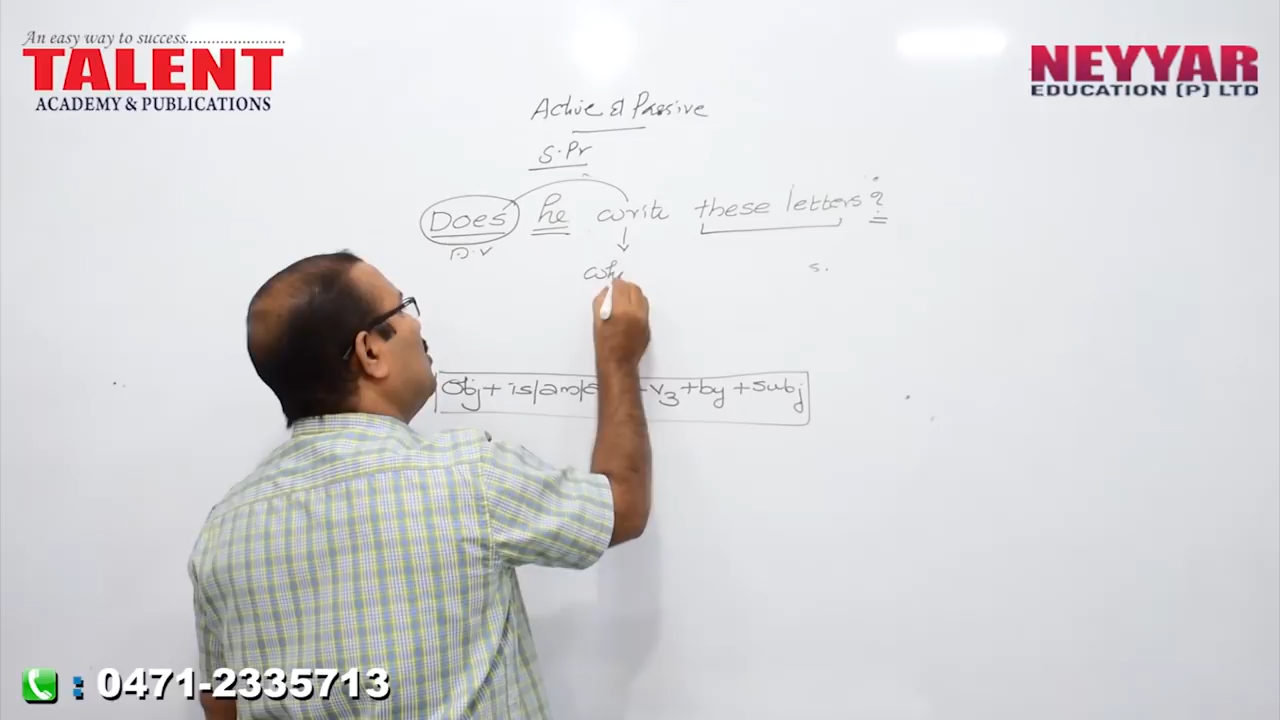 An easy way to success.......................
TALENT
ACADEMY & PUBLICATIONS
NEYYAR
EDUCATION (P) LTD
Active & Passive
S.Pr
Does he write these letters?
D.V
s.
Obj + is/am/ V3 + by + Subj
: 0471-2335713